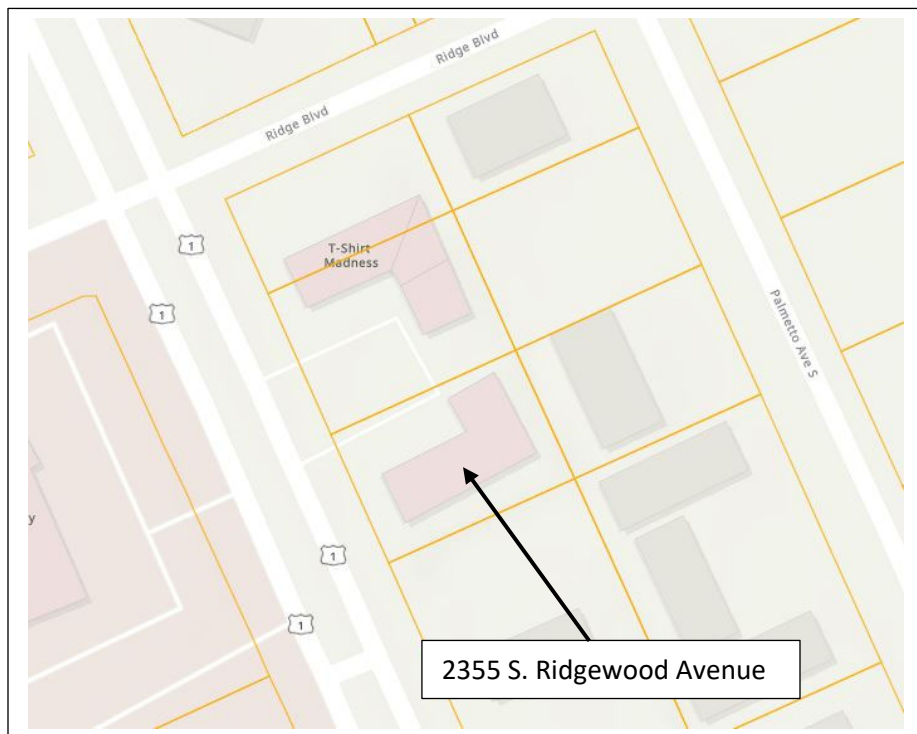 Ridge Blvd
Ridge Blvd
1
T-Shirt
Madness
1
Palmetto Ave S
y
1
1
2355 S. Ridgewood Avenue